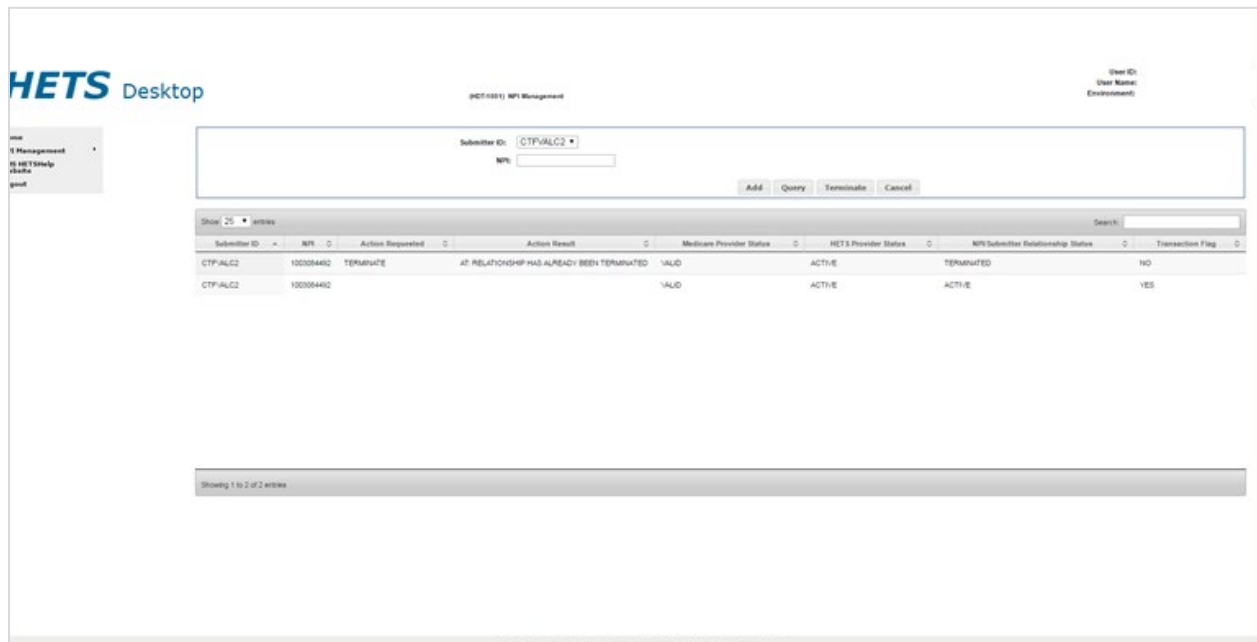 HETS Desktop
(HDT-1001) NPI Management
User ID:
User Name:
Environment:
Management
HETSHelp
Submitter ID: CTFVALC2
NPI:
Add Query Terminate Cancel
Show 25 entries
Search:
Submitter ID NPI Action Requested Action Result Medicare Provider Status HETS Provider Status NPI/Submitter Relationship Status Transaction Flag
CTFVALC2 1003084492 TERMINATE AT: RELATIONSHIP HAS ALREADY BEEN TERMINATED VALID ACTIVE TERMINATED NO
CTFVALC2 1003084492 VALID ACTIVE ACTIVE YES
Showing 1 to 2 of 2 entries